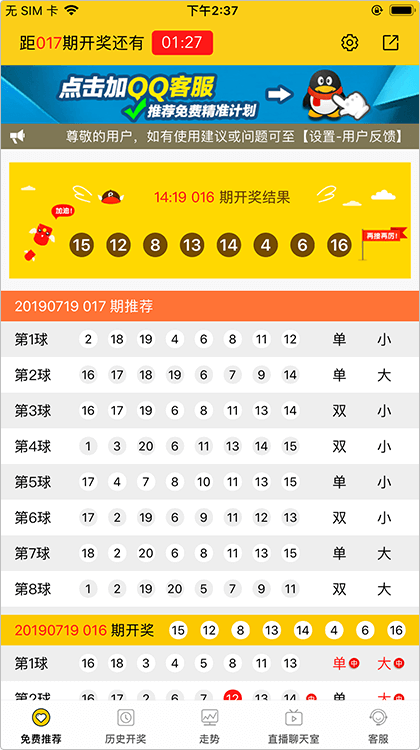 无 SIM 卡 下午2:37
距017期开奖还有 01:27
点击加QQ客服
推荐免费精准计划
尊敬的用户，如有使用建议或问题可至【设置-用户反馈】
加油!
14:19 016 期开奖结果
15 12 8 13 14 4 6 16
再接再厉!
20190719 017 期推荐
第1球 2 18 19 4 6 8 11 12 单 小
第2球 16 17 18 19 6 7 9 14 单 大
第3球 16 17 19 6 8 11 13 14 双 小
第4球 1 3 20 6 11 13 14 15 双 小
第5球 17 4 7 8 10 11 13 15 单 小
第6球 17 2 19 6 9 11 12 13 双 小
第7球 18 2 20 6 8 11 13 15 单 大
第8球 1 2 19 20 5 7 9 11 双 大
20190719 016 期开奖 15 12 8 13 14 4 6 16
第1球 16 18 3 4 5 8 11 13 单 中 大 中
第2球 16 17 2 6 7 12 13 14 中 单 大
免费推荐 历史开奖 走势 直播聊天室 客服